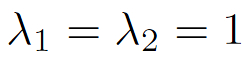 λ₁ = λ₂ = 1